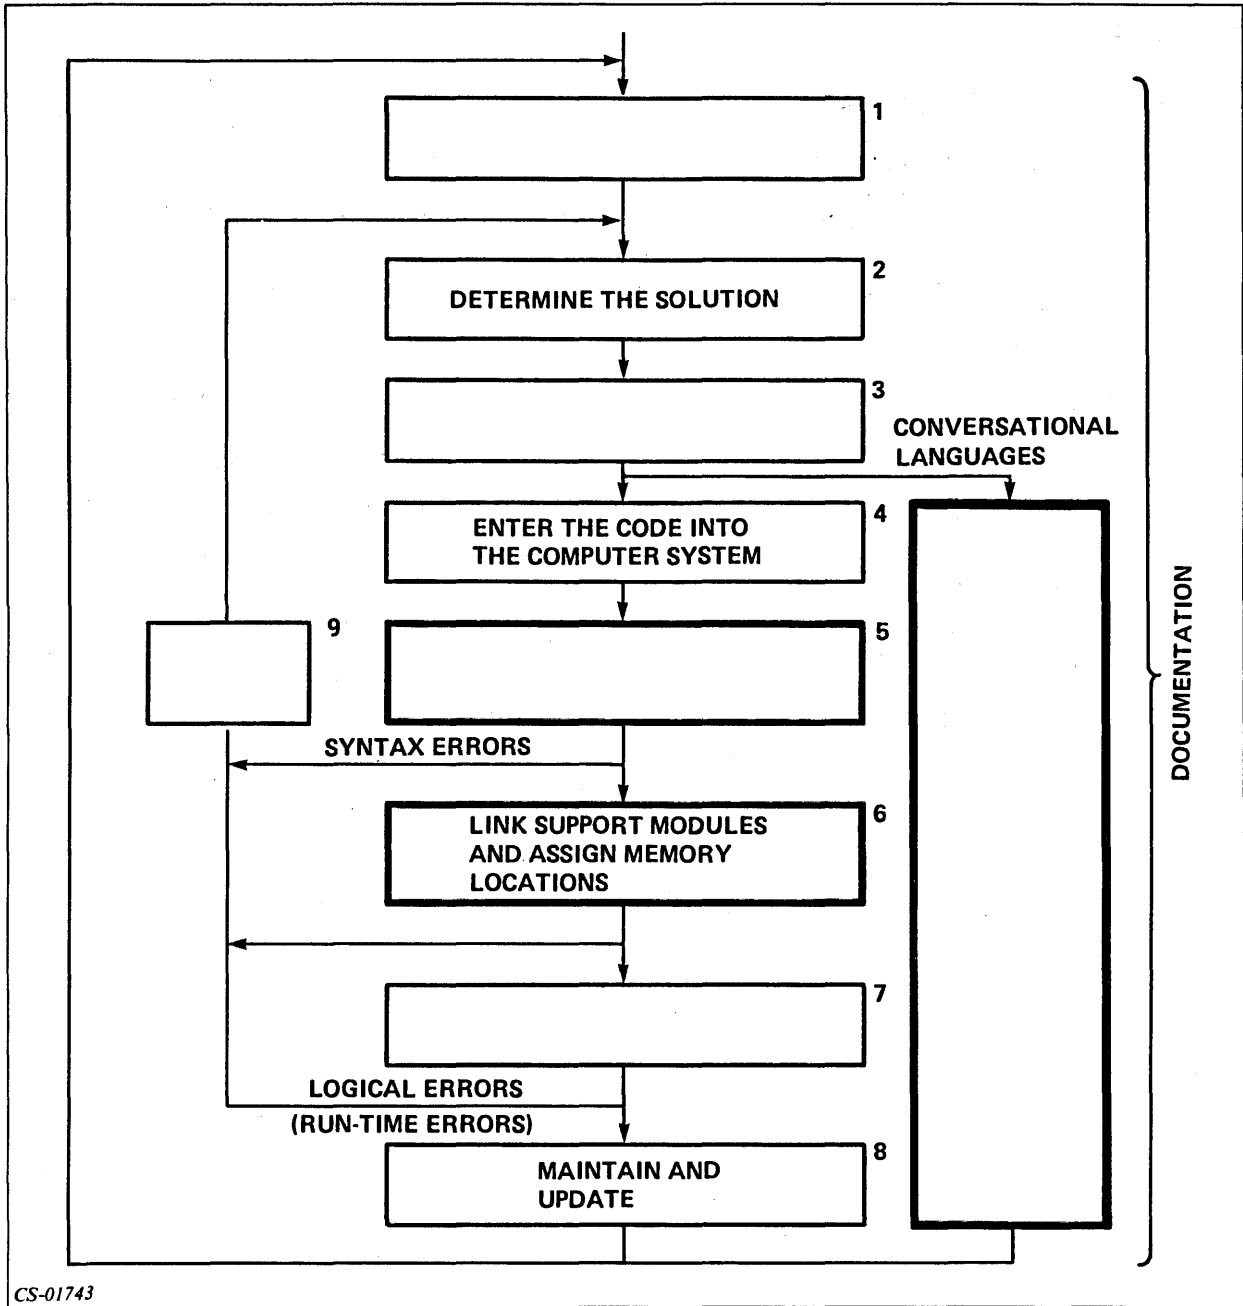 1
2
DETERMINE THE SOLUTION
3
CONVERSATIONAL
LANGUAGES
4
ENTER THE CODE INTO
THE COMPUTER SYSTEM
9
5
DOCUMENTATION
SYNTAX ERRORS
6
LINK SUPPORT MODULES
AND ASSIGN MEMORY
LOCATIONS
7
LOGICAL ERRORS
(RUN-TIME ERRORS)
8
MAINTAIN AND
UPDATE
CS-01743